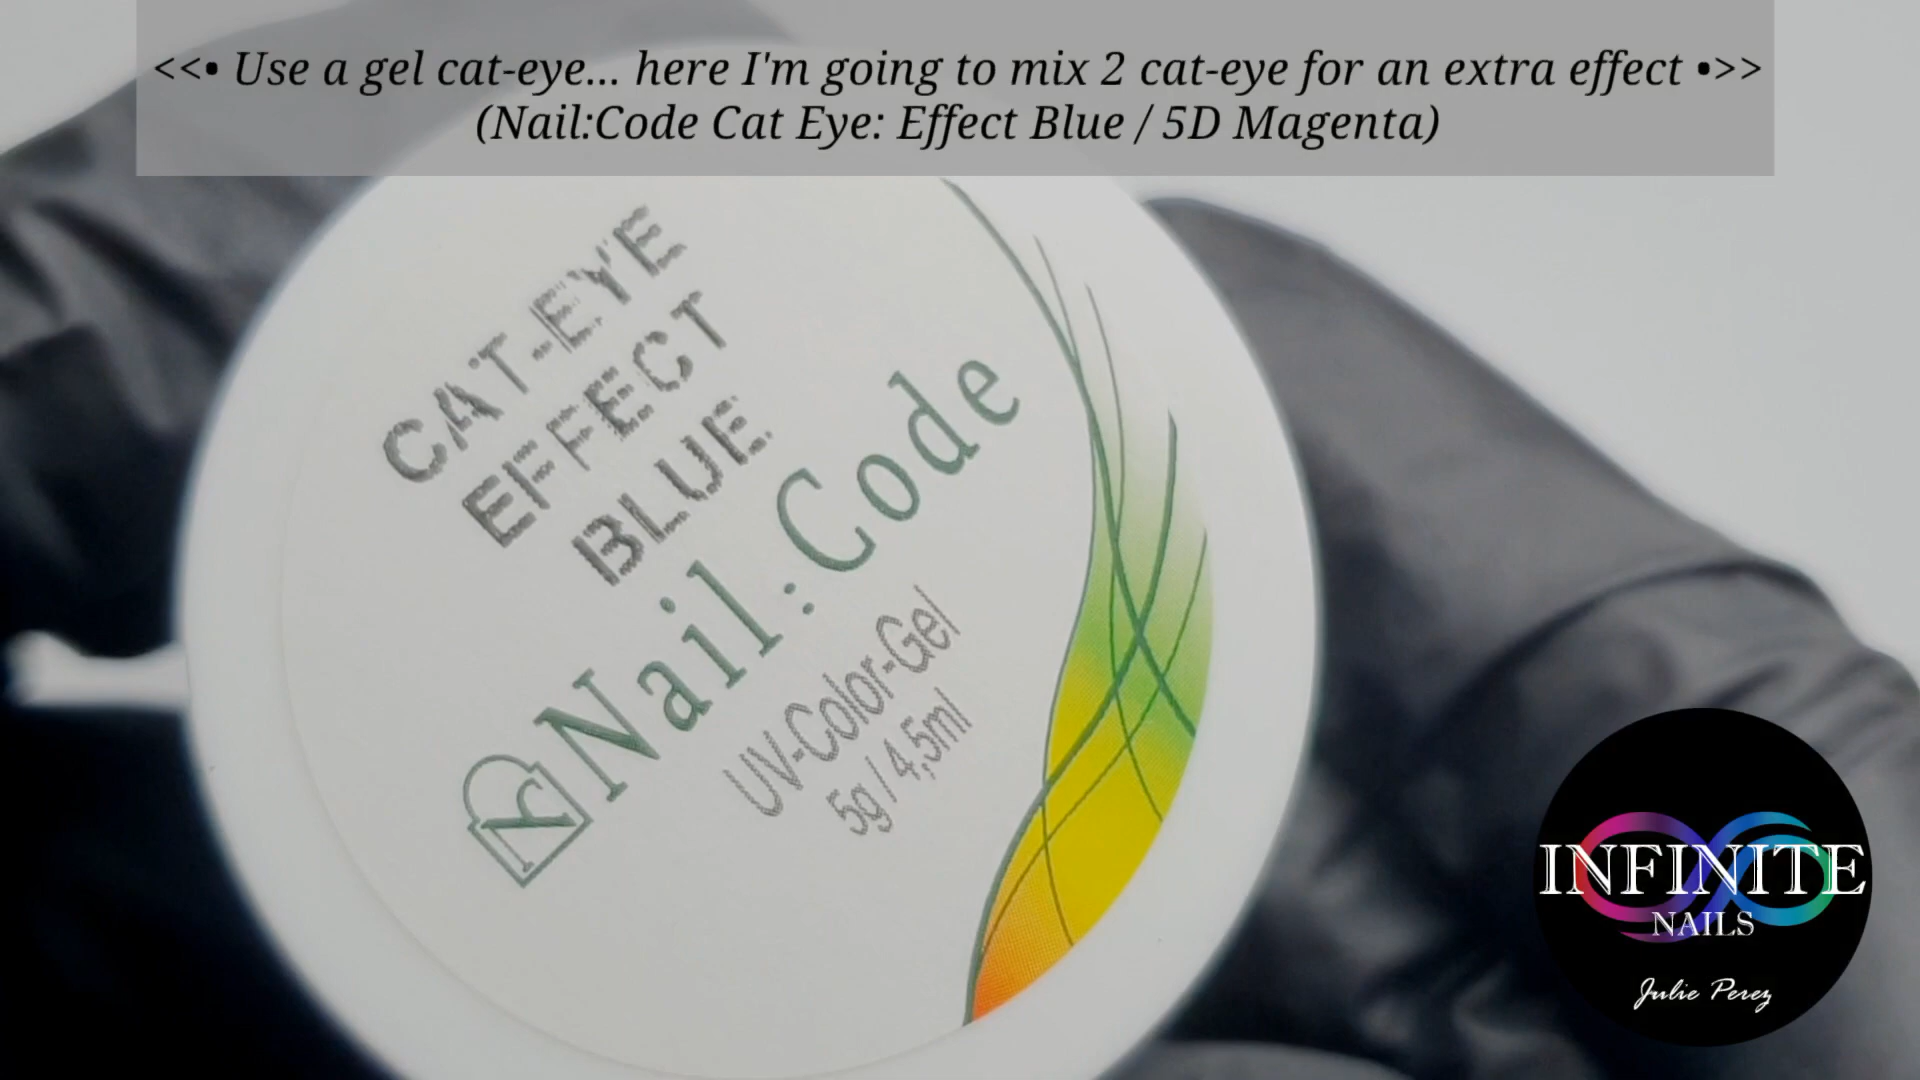 <<• Use a gel cat-eye... here I'm going to mix 2 cat-eye for an extra effect •>>
(Nail:Code Cat Eye: Effect Blue / 5D Magenta)
CAT-EYE
EFFECT
BLUE
Nail:Code
UV-Color-Gel
5g / 4,5ml
INFINITE
NAILS
Julie Perez